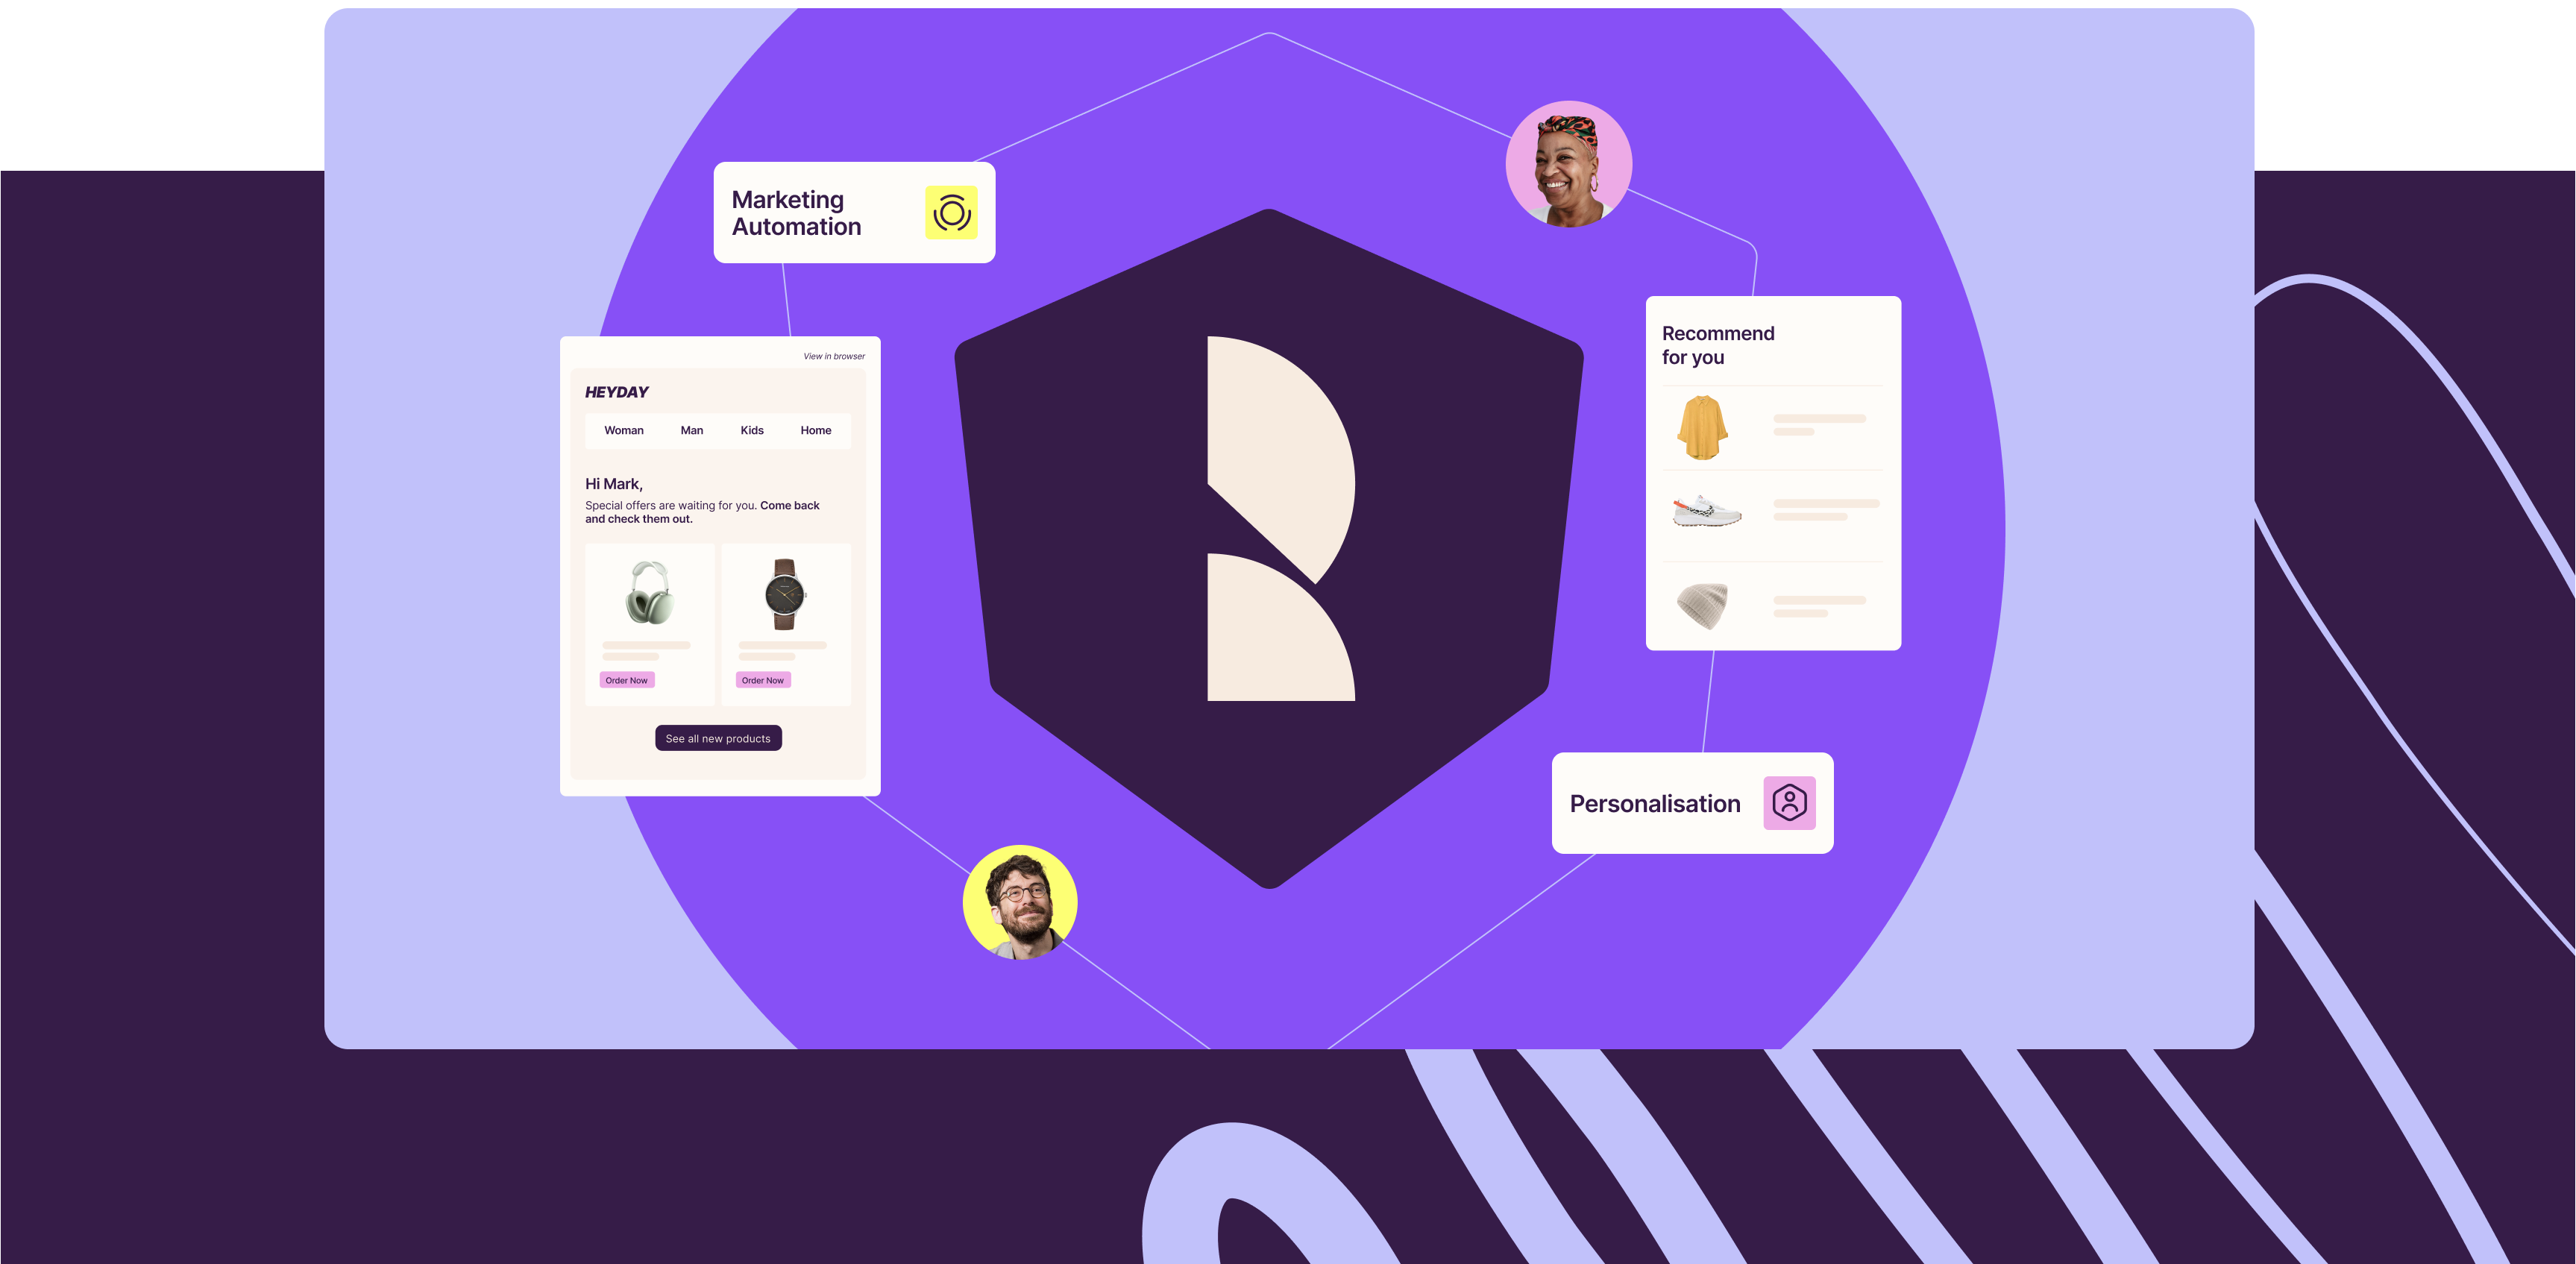 Marketing
Automation
View in browser
HEYDAY
Woman Man Kids Home
Hi Mark,
Special offers are waiting for you. Come back
and check them out.
Order Now Order Now
See all new products
Recommend
for you
Personalisation